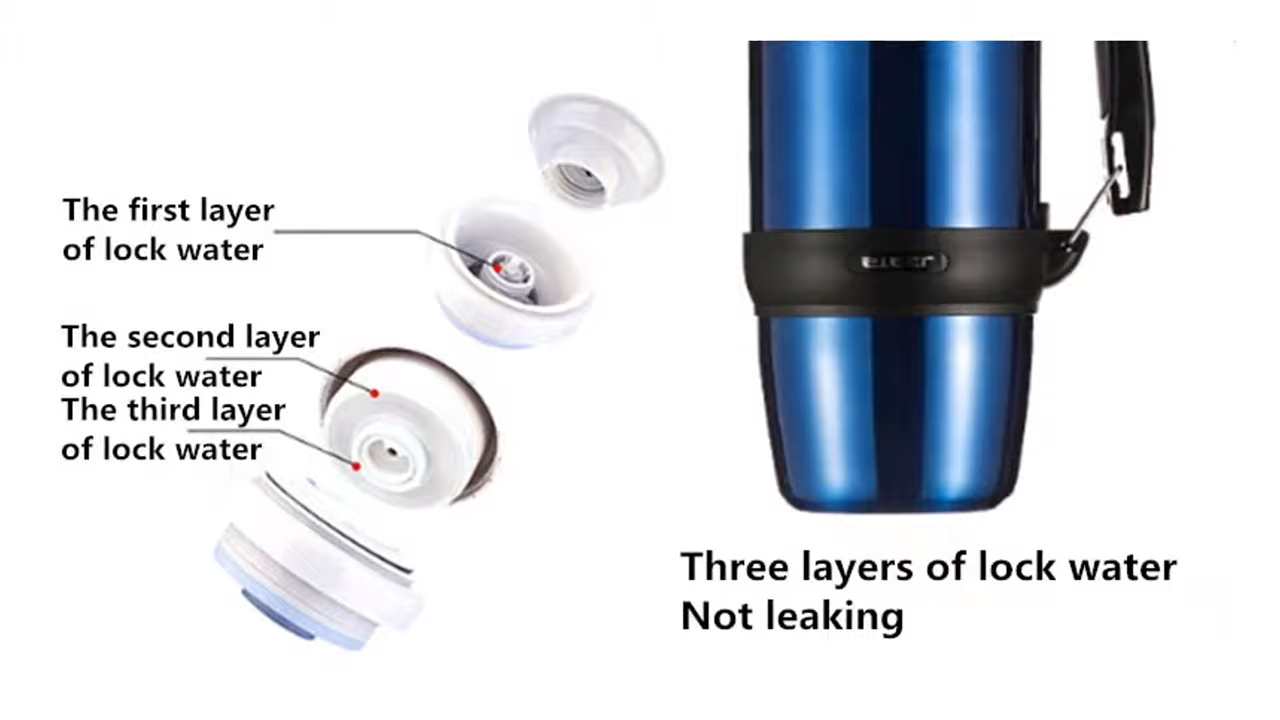 The first layer
of lock water
The second layer
of lock water
The third layer
of lock water
Three layers of lock water
Not leaking